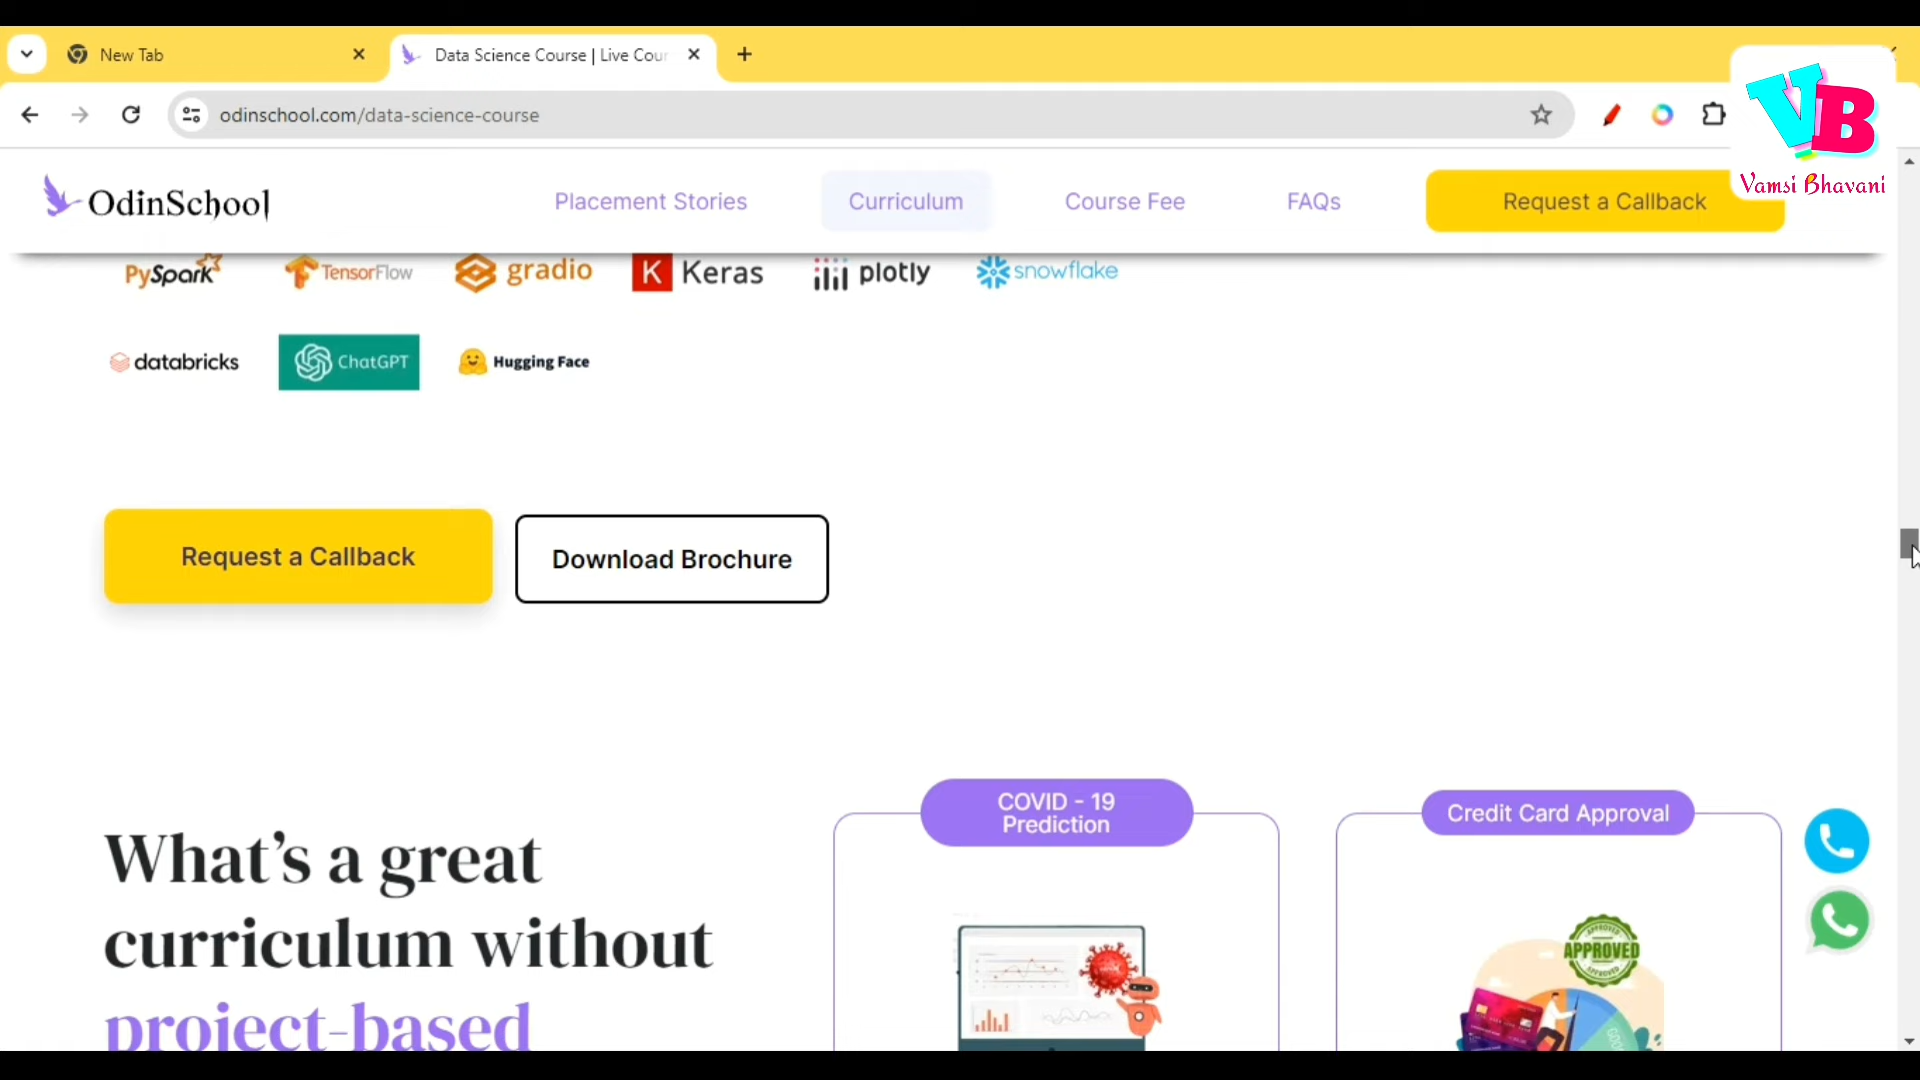 New Tab
Data Science Course | Live Cour
odinschool.com/data-science-course
VB
Vamsi Bhavani
OdinSchool
Placement Stories
Curriculum
Course Fee
FAQs
Request a Callback
PySpark
TensorFlow
gradio
K Keras
plotly
snowflake
databricks
ChatGPT
Hugging Face
Request a Callback
Download Brochure
What's a great
curriculum without
project-based
COVID - 19
Prediction
Credit Card Approval
APPROVED